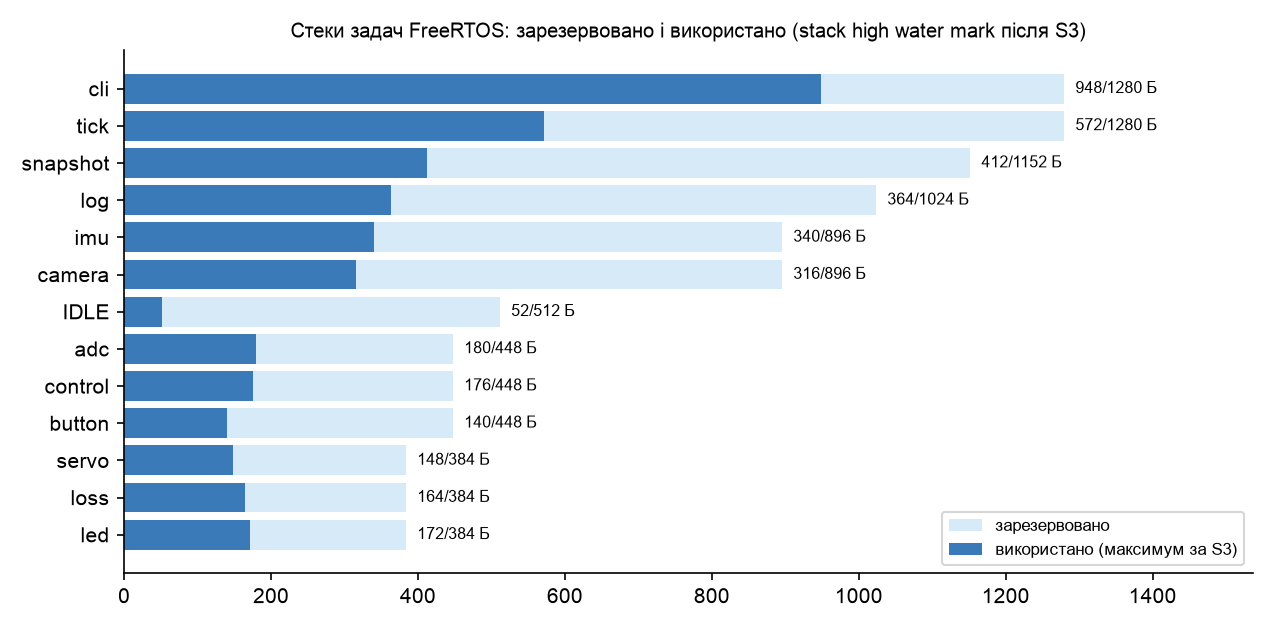 Стеки задач FreeRTOS: зарезервовано і використано (stack high water mark після S3)
cli 948/1280 Б
tick 572/1280 Б
snapshot 412/1152 Б
log 364/1024 Б
imu 340/896 Б
camera 316/896 Б
IDLE 52/512 Б
adc 180/448 Б
control 176/448 Б
button 140/448 Б
servo 148/384 Б
loss 164/384 Б
led 172/384 Б
зарезервовано
використано (максимум за S3)
0 200 400 600 800 1000 1200 1400